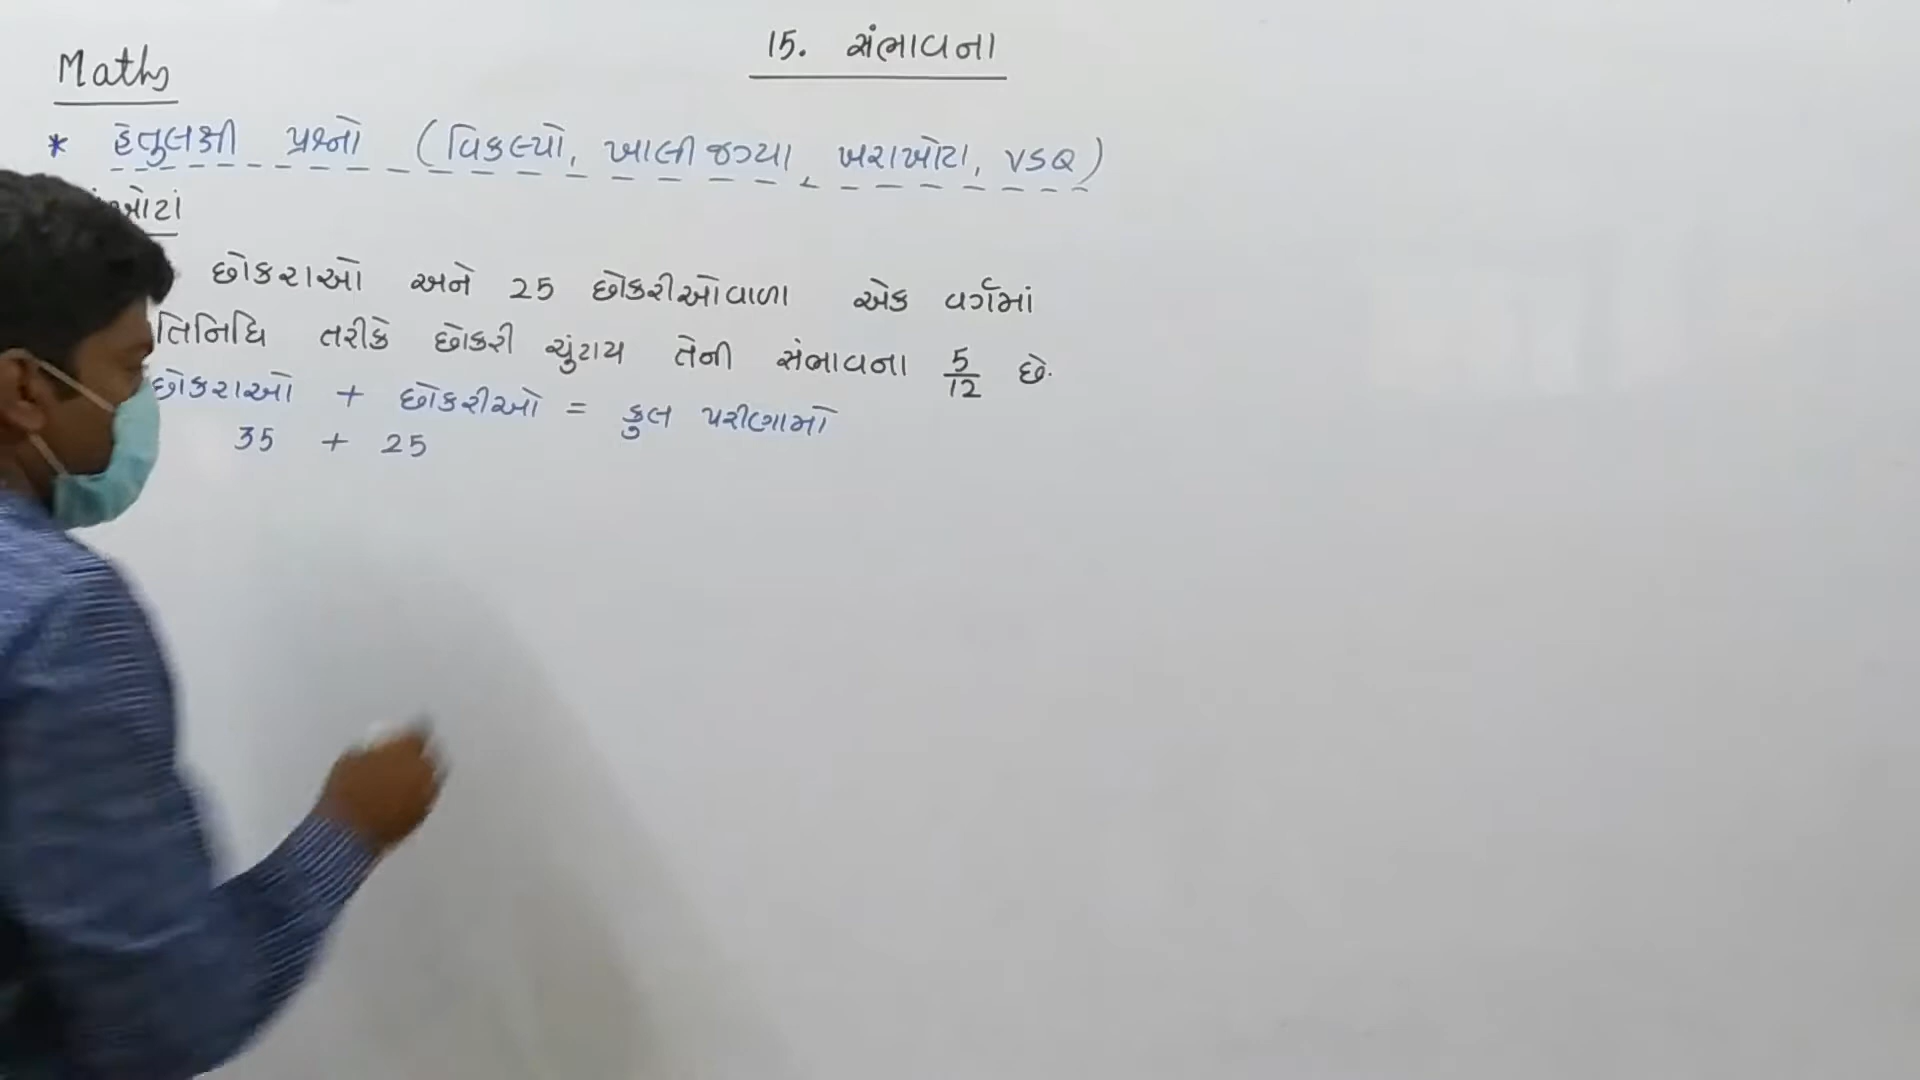 15. સંભાવના
Maths
* હેતુલક્ષી પ્રશ્નો (વિકલ્પો, ખાલી જગ્યા, ખરાખોટા, VSQ)
છોકરાઓ અને 25 છોકરીઓવાળા એક વર્ગમાં
તરીકે છોકરી ચુંટાય તેની સંભાવના 5/12 છે.
છોકરાઓ + છોકરીઓ = કુલ પરીણામો
35 + 25